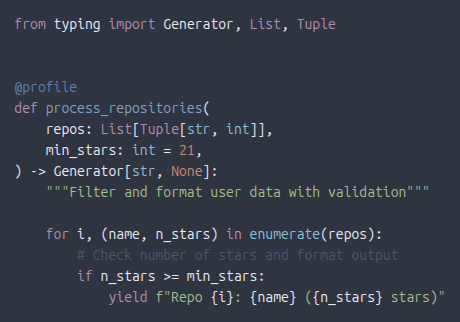 from typing import Generator, List, Tuple
@profile
def process_repositories(
    repos: List[Tuple[str, int]],
    min_stars: int = 21,
) -> Generator[str, None]:
    """Filter and format user data with validation"""
    for i, (name, n_stars) in enumerate(repos):
        # Check number of stars and format output
        if n_stars >= min_stars:
            yield f"Repo {i}: {name} ({n_stars} stars)"